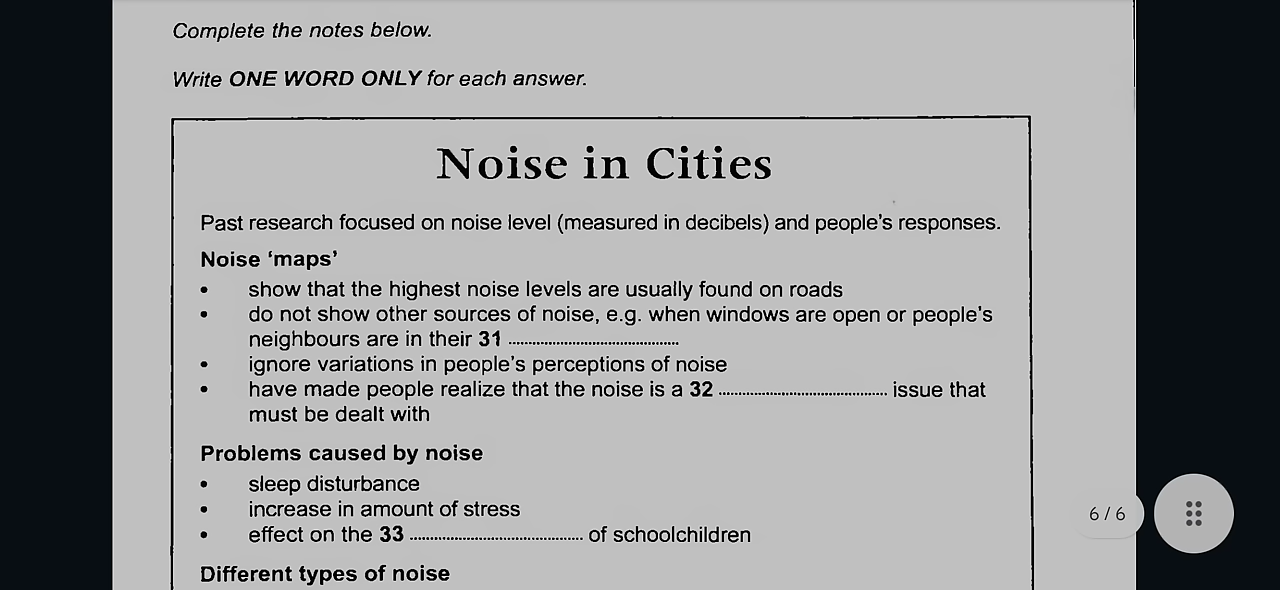 Complete the notes below.
Write ONE WORD ONLY for each answer.
Noise in Cities
Past research focused on noise level (measured in decibels) and people's responses.
Noise ‘maps’
• show that the highest noise levels are usually found on roads
• do not show other sources of noise, e.g. when windows are open or people's
neighbours are in their 31 ........................................
• ignore variations in people's perceptions of noise
• have made people realize that the noise is a 32 ........................................ issue that
must be dealt with
Problems caused by noise
• sleep disturbance
• increase in amount of stress
• effect on the 33 ........................................ of schoolchildren
6 / 6
Different types of noise